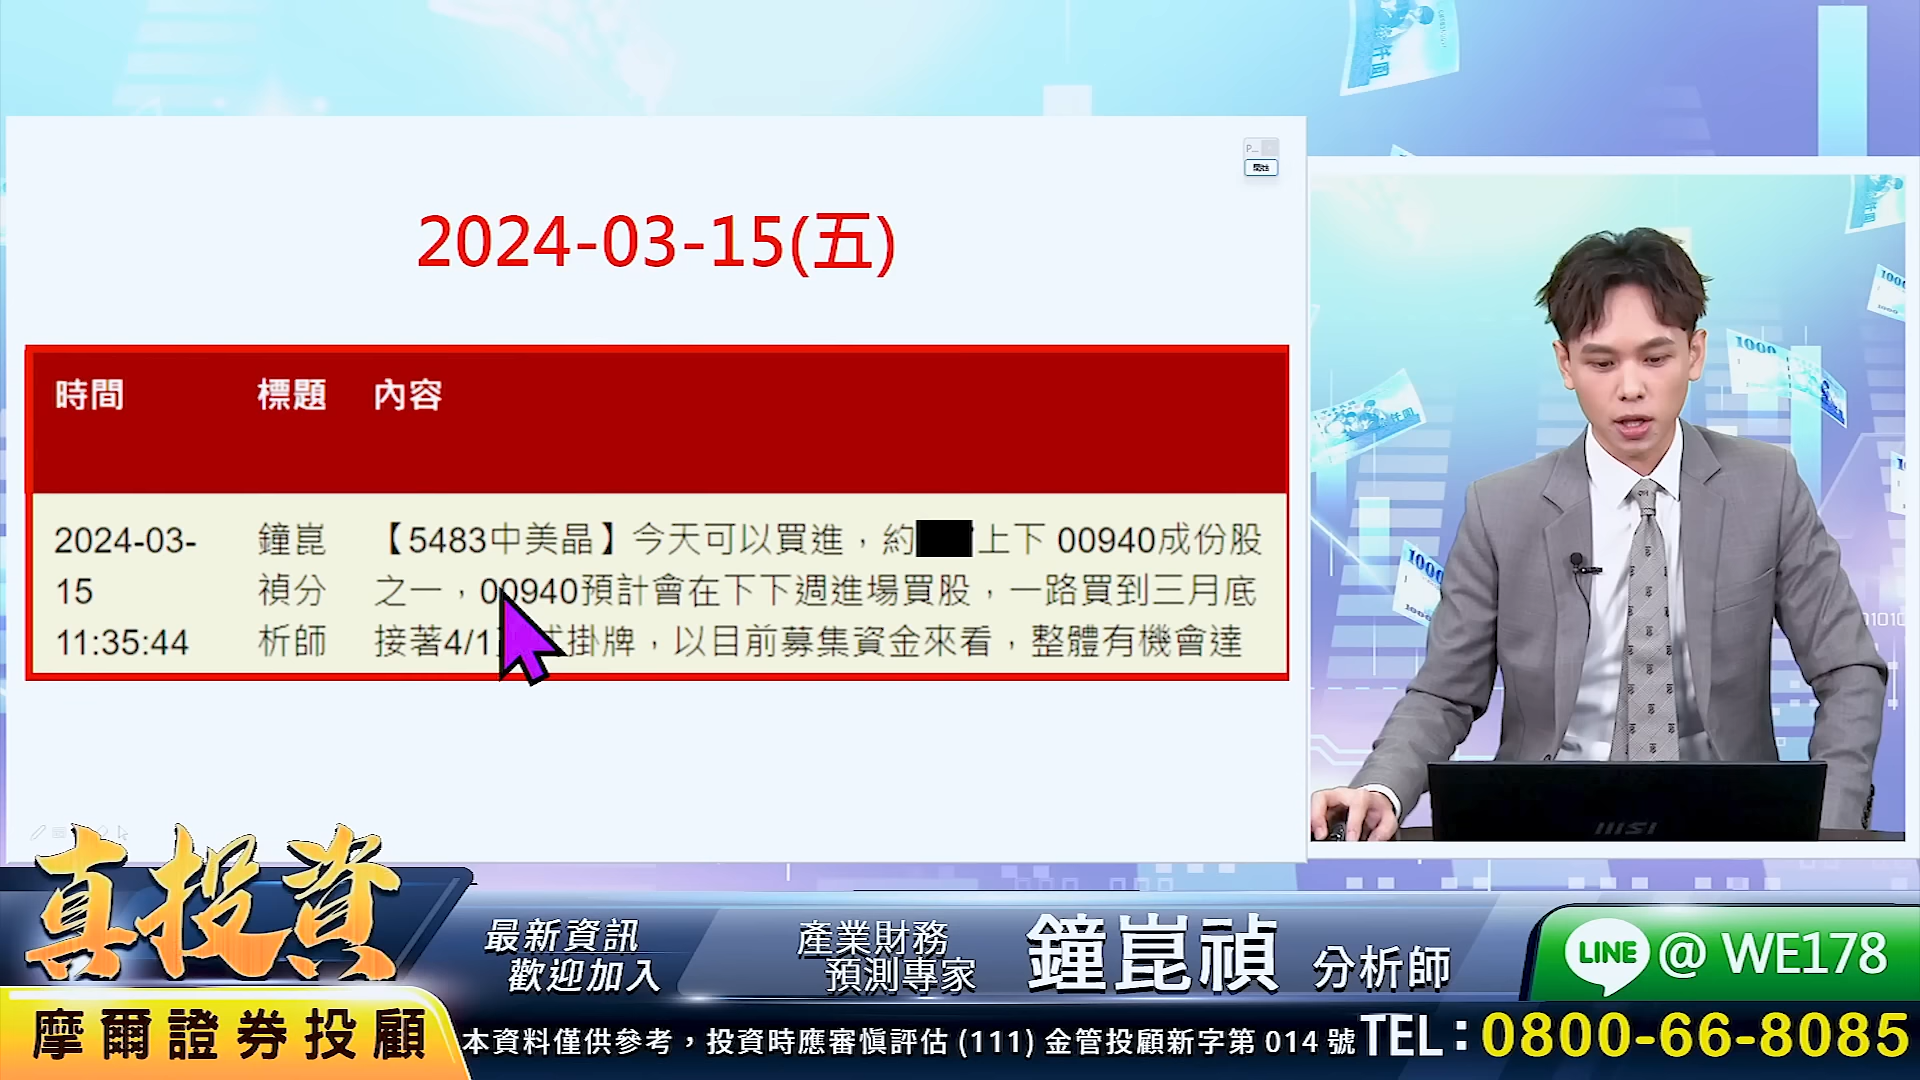 2024-03-15(五)
時間 標題 內容
2024-03-15 11:35:44
鐘崑禎分析師
【5483中美晶】今天可以買進，約 上下 00940成份股
之一，00940預計會在下下週進場買股，一路買到三月底
接著4/1 掛牌，以目前募集資金來看，整體有機會達
開始
msi
真投資
摩爾證券投顧
最新資訊
歡迎加入
產業財務
預測專家
鐘崑禎 分析師
LINE @ WE178
本資料僅供參考，投資時應審慎評估 (111) 金管投顧新字第 014 號
TEL：0800-66-8085